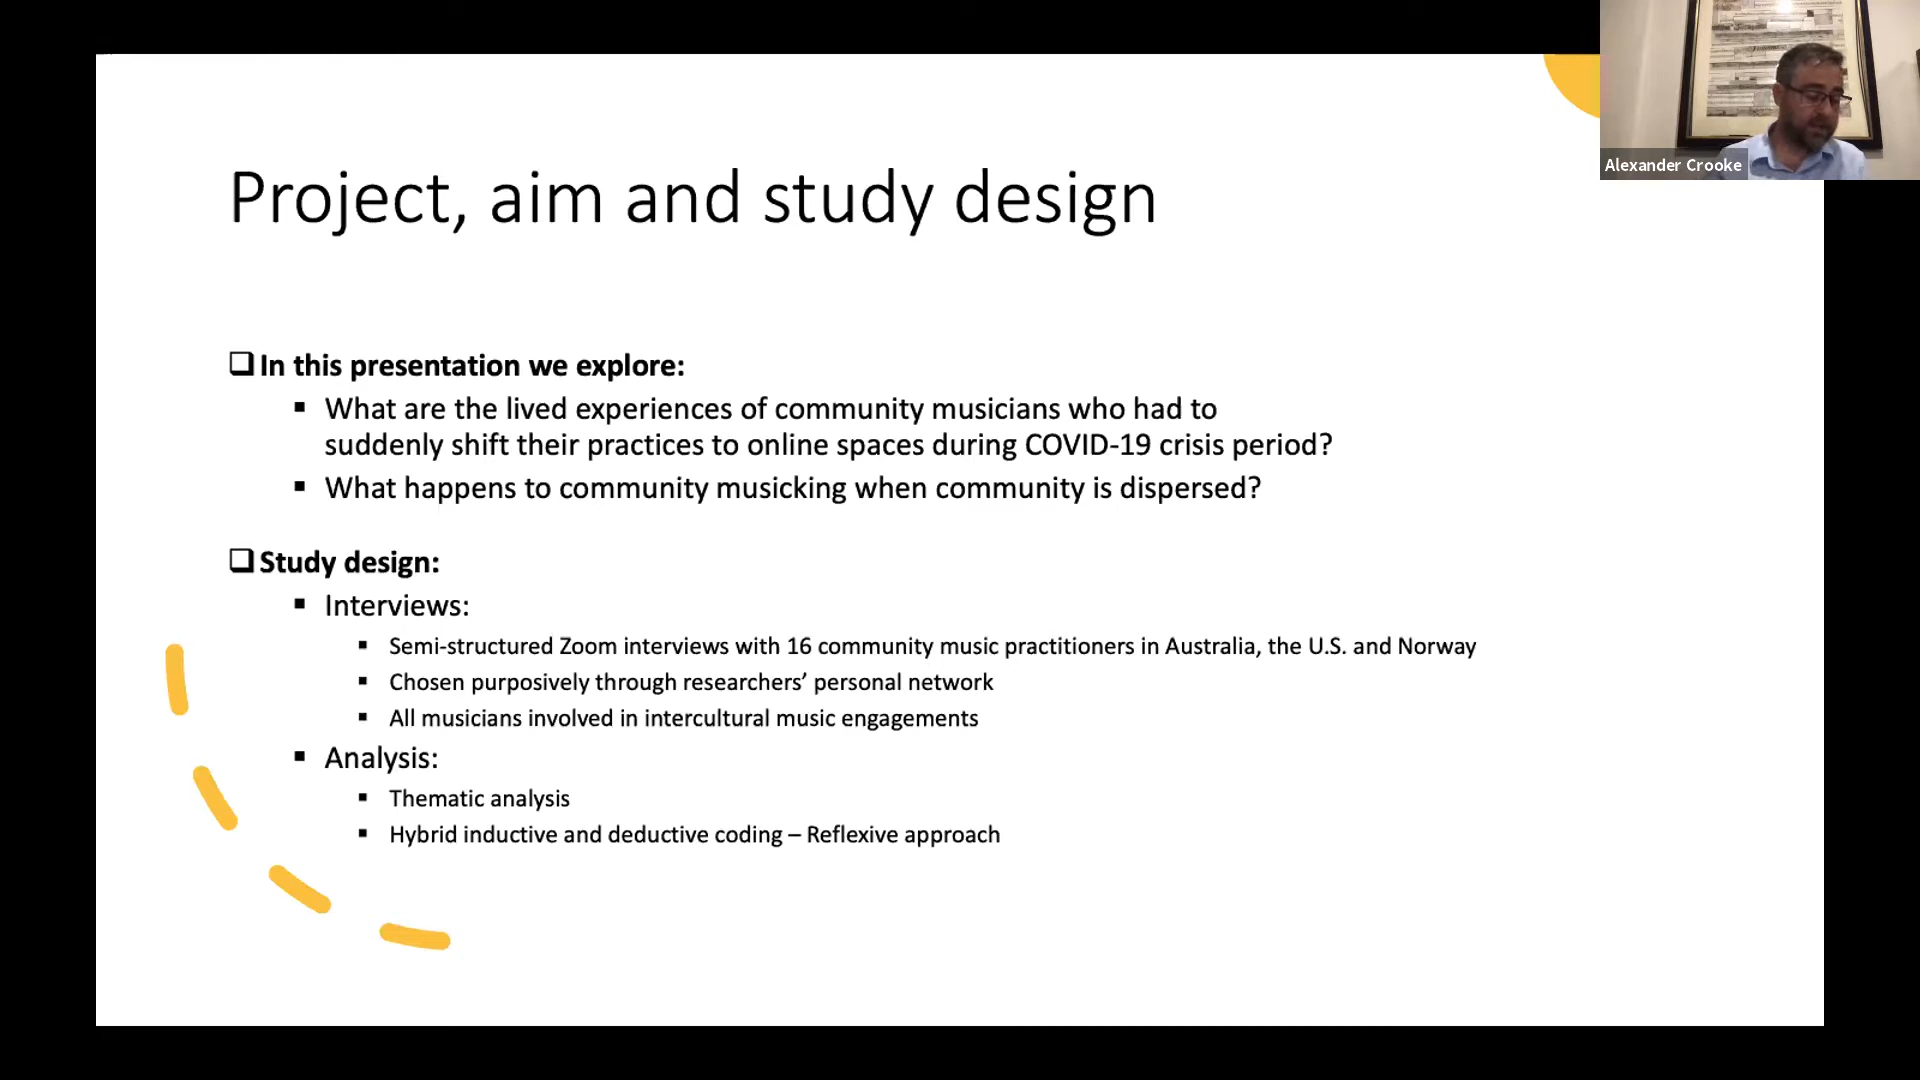 Alexander Crooke
Project, aim and study design
In this presentation we explore:
What are the lived experiences of community musicians who had to
suddenly shift their practices to online spaces during COVID-19 crisis period?
What happens to community musicking when community is dispersed?
Study design:
Interviews:
Semi-structured Zoom interviews with 16 community music practitioners in Australia, the U.S. and Norway
Chosen purposively through researchers’ personal network
All musicians involved in intercultural music engagements
Analysis:
Thematic analysis
Hybrid inductive and deductive coding – Reflexive approach